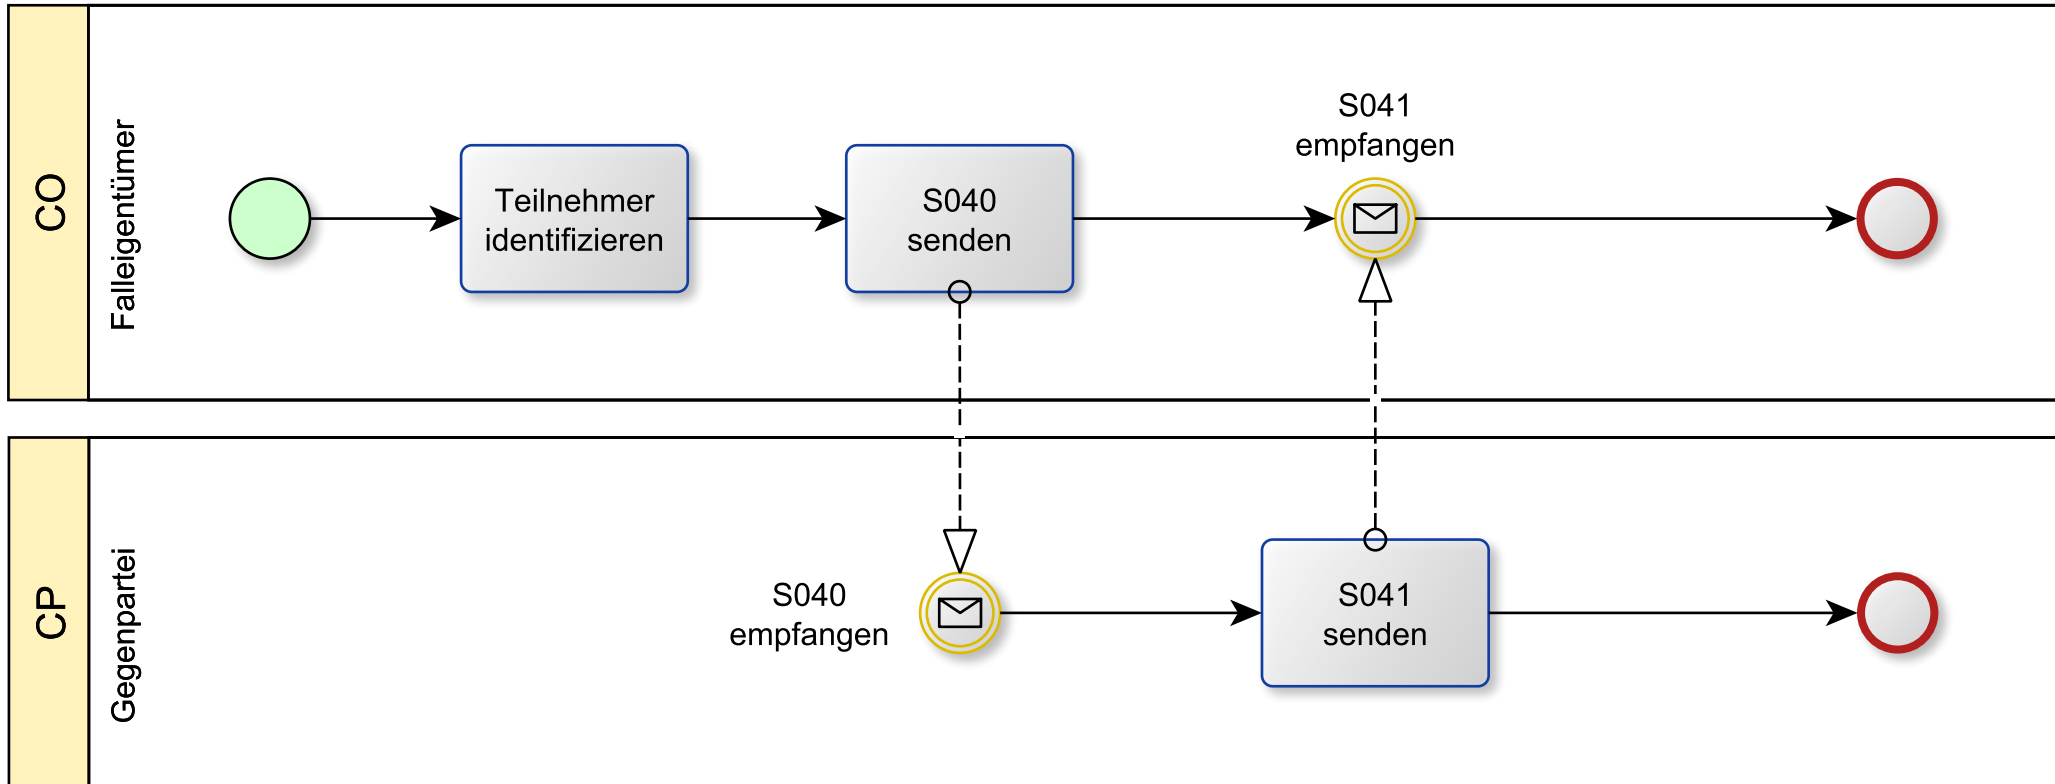 CO
Falleigentümer
Teilnehmer
identifizieren
S040
senden
S041
empfangen
CP
Gegenpartei
S040
empfangen
S041
senden